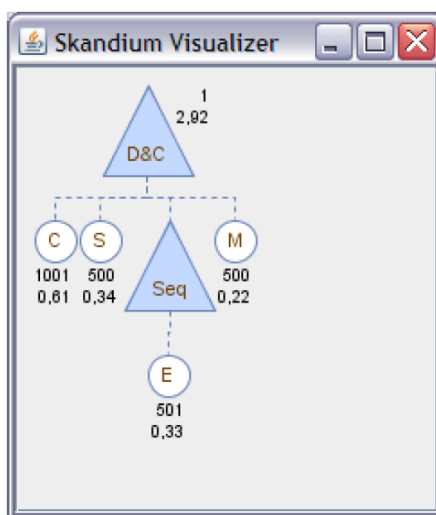 Skandium Visualizer
1
2,92
D&C
C S M
1001 500 500
0,61 0,34 Seq 0,22
E
501
0,33